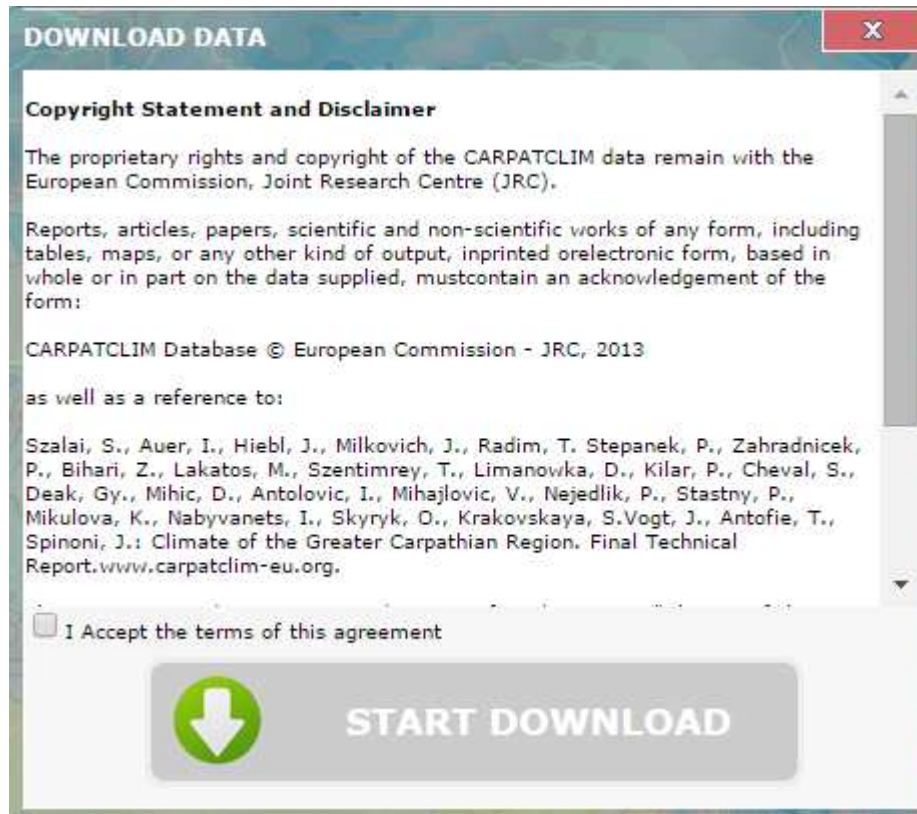 DOWNLOAD DATA
X
Copyright Statement and Disclaimer
The proprietary rights and copyright of the CARPATCLIM data remain with the
European Commission, Joint Research Centre (JRC).
Reports, articles, papers, scientific and non-scientific works of any form, including
tables, maps, or any other kind of output, inprinted orelectronic form, based in
whole or in part on the data supplied, mustcontain an acknowledgement of the
form:
CARPATCLIM Database © European Commission - JRC, 2013
as well as a reference to:
Szalai, S., Auer, I., Hiebl, J., Milkovich, J., Radim, T. Stepanek, P., Zahradnicek,
P., Bihari, Z., Lakatos, M., Szentimrey, T., Limanowka, D., Kilar, P., Cheval, S.,
Deak, Gy., Mihic, D., Antolovic, I., Mihajlovic, V., Nejedlik, P., Stastny, P.,
Mikulova, K., Nabyvanets, I., Skyryk, O., Krakovskaya, S.Vogt, J., Antofie, T.,
Spinoni, J.: Climate of the Greater Carpathian Region. Final Technical
Report.www.carpatclim-eu.org.
I Accept the terms of this agreement
START DOWNLOAD